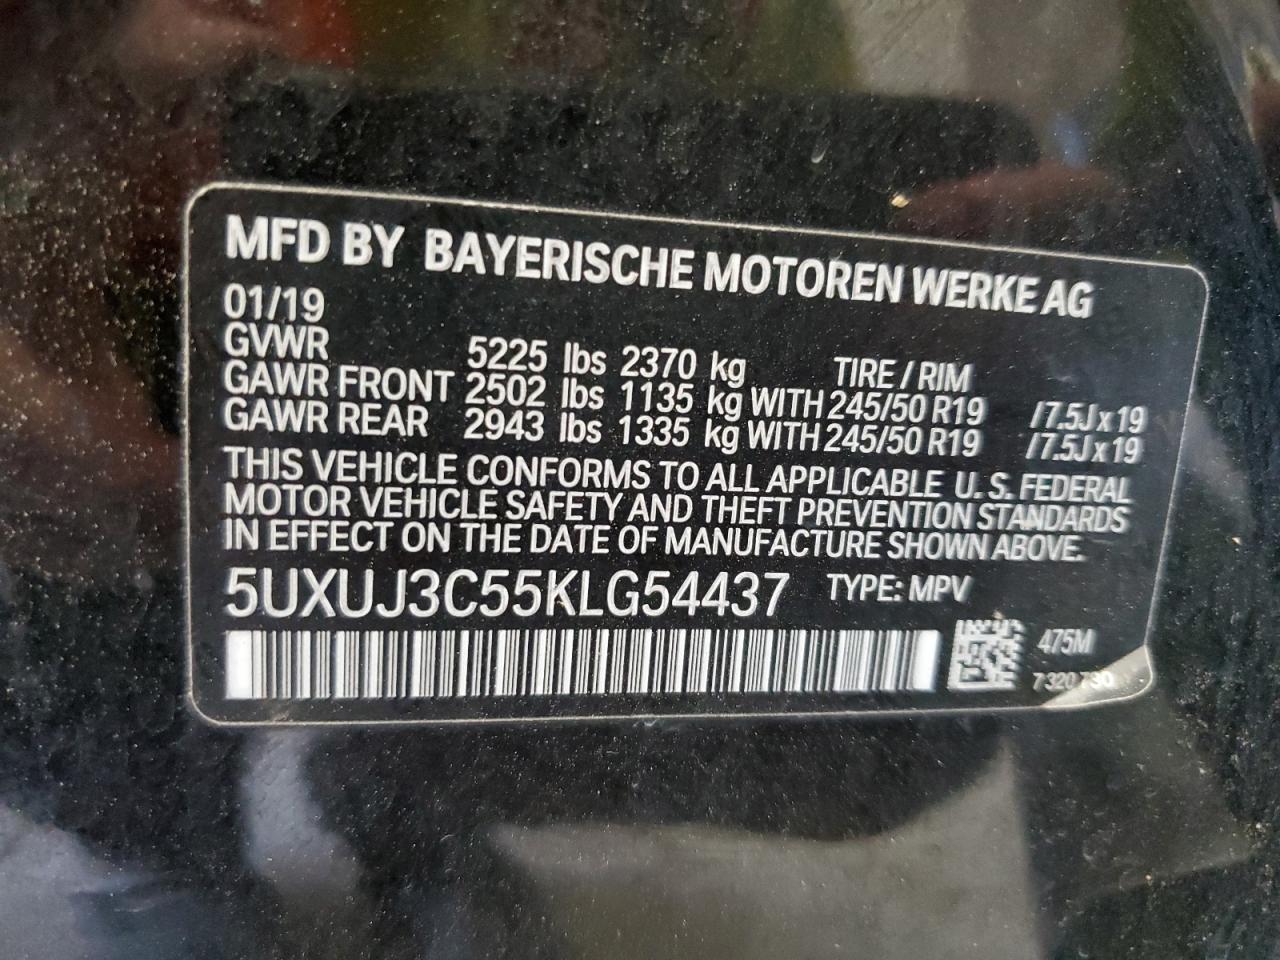 MFD BY BAYERISCHE MOTOREN WERKE AG
01/19
GVWR 5225 lbs 2370 kg TIRE / RIM
GAWR FRONT 2502 lbs 1135 kg WITH 245/50 R19 /7.5J x 19
GAWR REAR 2943 lbs 1335 kg WITH 245/50 R19 /7.5J x 19
THIS VEHICLE CONFORMS TO ALL APPLICABLE U.S. FEDERAL
MOTOR VEHICLE SAFETY AND THEFT PREVENTION STANDARDS
IN EFFECT ON THE DATE OF MANUFACTURE SHOWN ABOVE.
5UXUJ3C55KLG54437 TYPE: MPV
475M
7 320 730